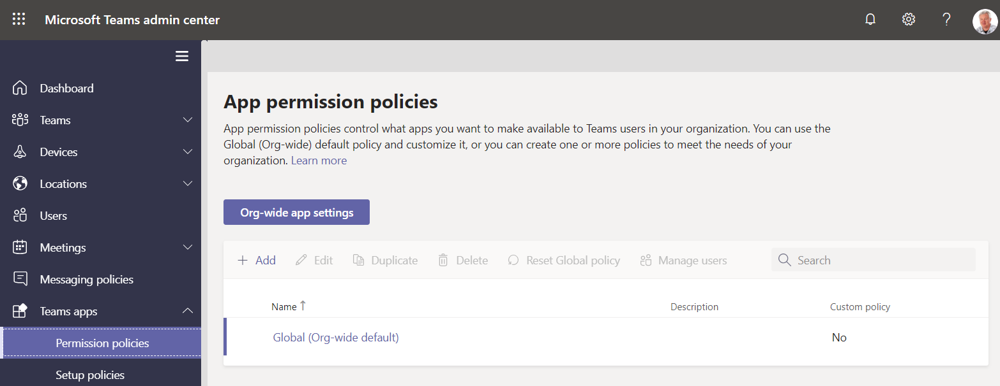 Microsoft Teams admin center
Dashboard
Teams
Devices
Locations
Users
Meetings
Messaging policies
Teams apps
Permission policies
Setup policies
App permission policies
App permission policies control what apps you want to make available to Teams users in your organization. You can use the
Global (Org-wide) default policy and customize it, or you can create one or more policies to meet the needs of your
organization. Learn more
Org-wide app settings
Add Edit Duplicate Delete Reset Global policy Manage users Search
Name Description Custom policy
Global (Org-wide default) No